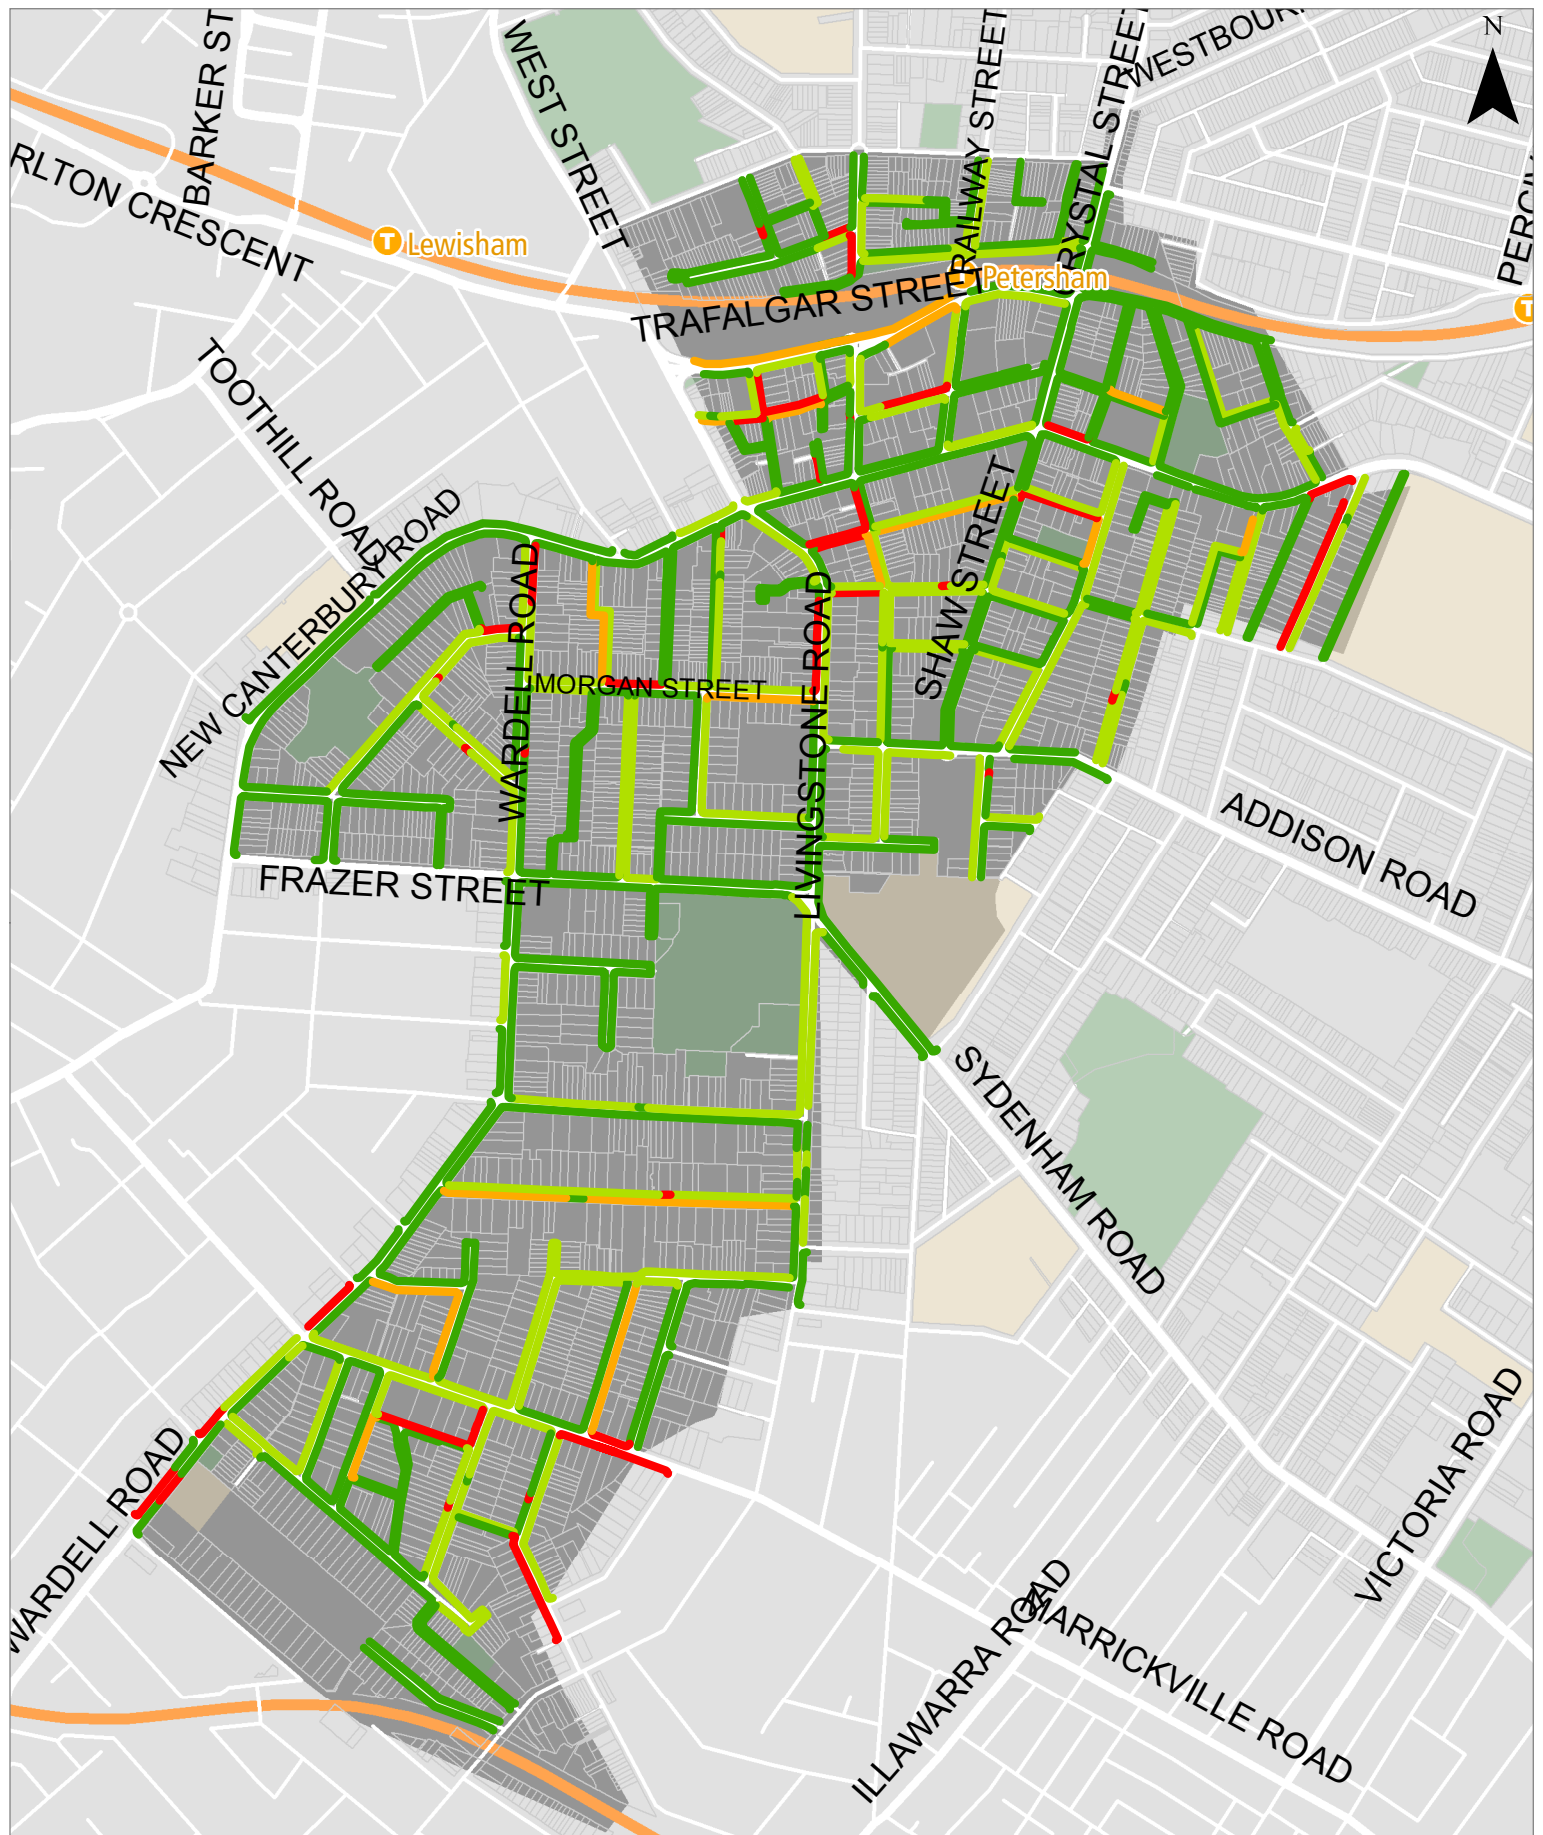 N
BARKER ST
WEST STREET
RAILWAY STREET
CRYSTAL STREET
WESTBOUR
PERCIV
RLTON CRESCENT
Lewisham
TRAFALGAR STREET
Petersham
TOOTHILL ROAD
NEW CANTERBURY ROAD
WARDELL ROAD
MORGAN STREET
SHAW STREET
LIVINGSTONE ROAD
FRAZER STREET
ADDISON ROAD
SYDENHAM ROAD
VICTORIA ROAD
WARDELL ROAD
ILLAWARRA ROAD
MARRICKVILLE ROAD